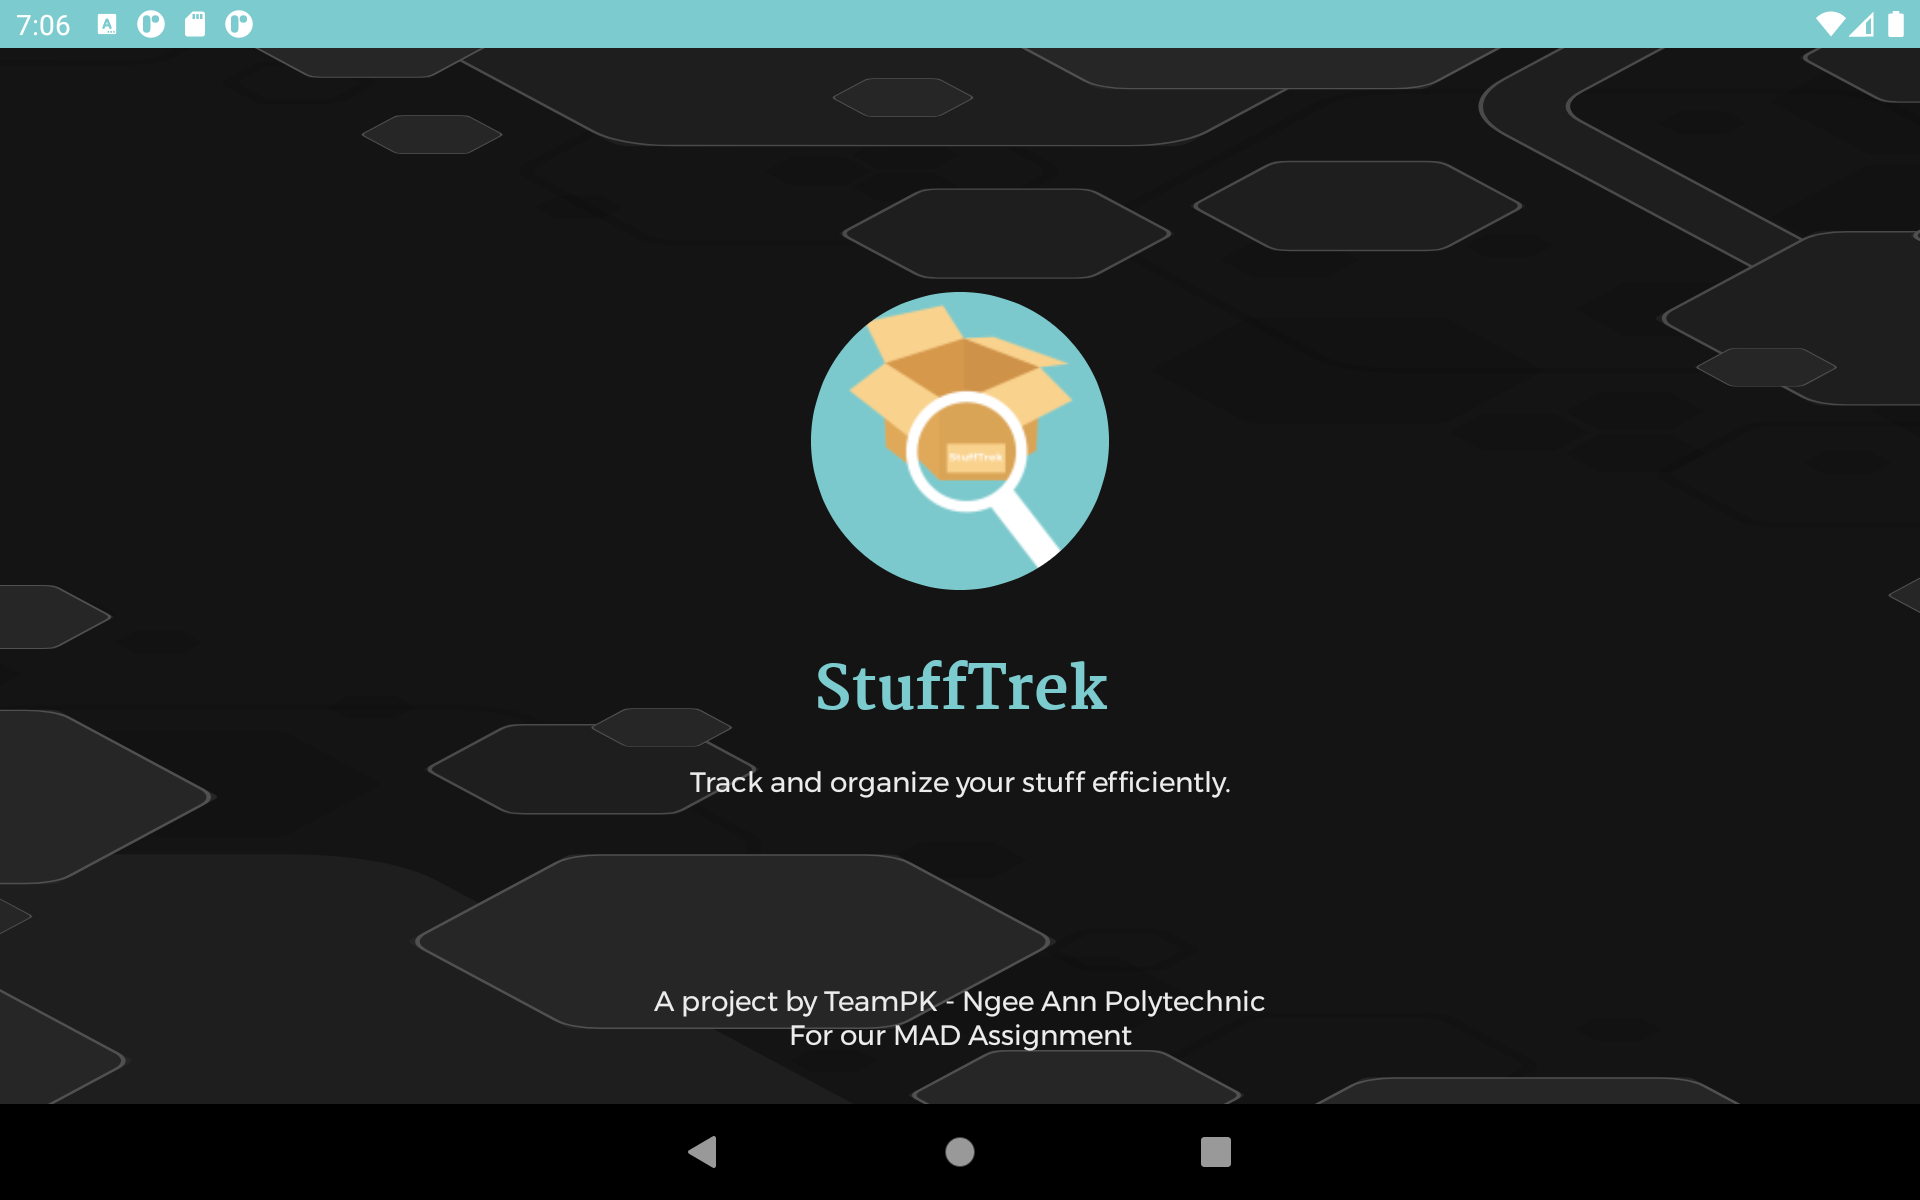 7:06
StuffTrek
StuffTrek
Track and organize your stuff efficiently.
A project by TeamPK - Ngee Ann Polytechnic
For our MAD Assignment